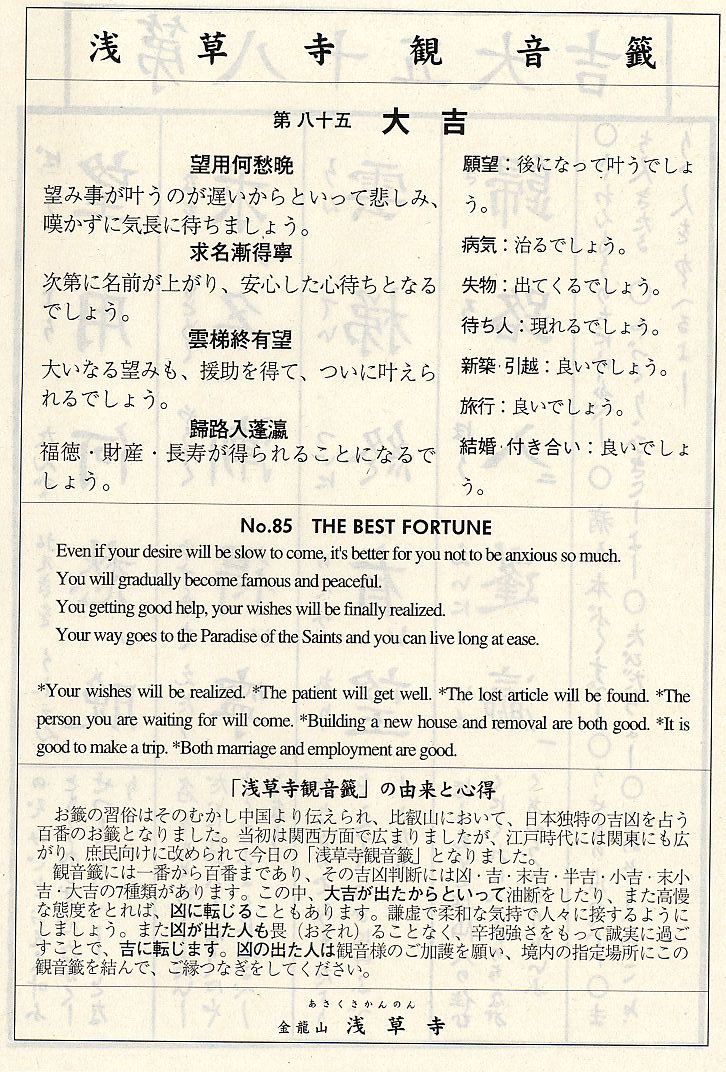 浅草寺観音籤
第八十五 大吉
望用何愁晩
望み事が叶うのが遅いからといって悲しみ、
嘆かずに気長に待ちましょう。
求名漸得寧
次第に名前が上がり、安心した心待ちとなる
でしょう。
雲梯終有望
大いなる望みも、援助を得て、ついに叶えら
れるでしょう。
歸路入蓬瀛
福徳・財産・長寿が得られることになるで
しょう。
願望：後になって叶うでしょ
う。
病気：治るでしょう。
失物：出てくるでしょう。
待ち人：現れるでしょう。
新築·引越：良いでしょう。
旅行：良いでしょう。
結婚·付き合い：良いでしょ
う。
No.85 THE BEST FORTUNE
Even if your desire will be slow to come, it's better for you not to be anxious so much.
You will gradually become famous and peaceful.
You getting good help, your wishes will be finally realized.
Your way goes to the Paradise of the Saints and you can live long at ease.
*Your wishes will be realized. *The patient will get well. *The lost article will be found. *The
person you are waiting for will come. *Building a new house and removal are both good. *It is
good to make a trip. *Both marriage and employment are good.
「浅草寺観音籤」の由来と心得
お籤の習俗はそのむかし中国より伝えられ、比叡山において、日本独特の吉凶を占う
百番のお籤となりました。当初は関西方面で広まりましたが、江戸時代には関東にも広
がり、庶民向けに改められて今日の「浅草寺観音籤」となりました。
観音籤には一番から百番まであり、その吉凶判断には凶・吉・末吉・半吉・小吉・末小
吉・大吉の7種類があります。この中、大吉が出たからといって油断をしたり、また高慢
な態度をとれば、凶に転じることもあります。謙虚で柔和な気持で人々に接するように
しましょう。また凶が出た人も畏（おそれ）ることなく、辛抱強さをもって誠実に過ご
すことで、吉に転じます。凶の出た人は観音様のご加護を願い、境内の指定場所にこの
観音籤を結んで、ご縁つなぎをしてください。
あさくさかんのん
金龍山 浅草寺